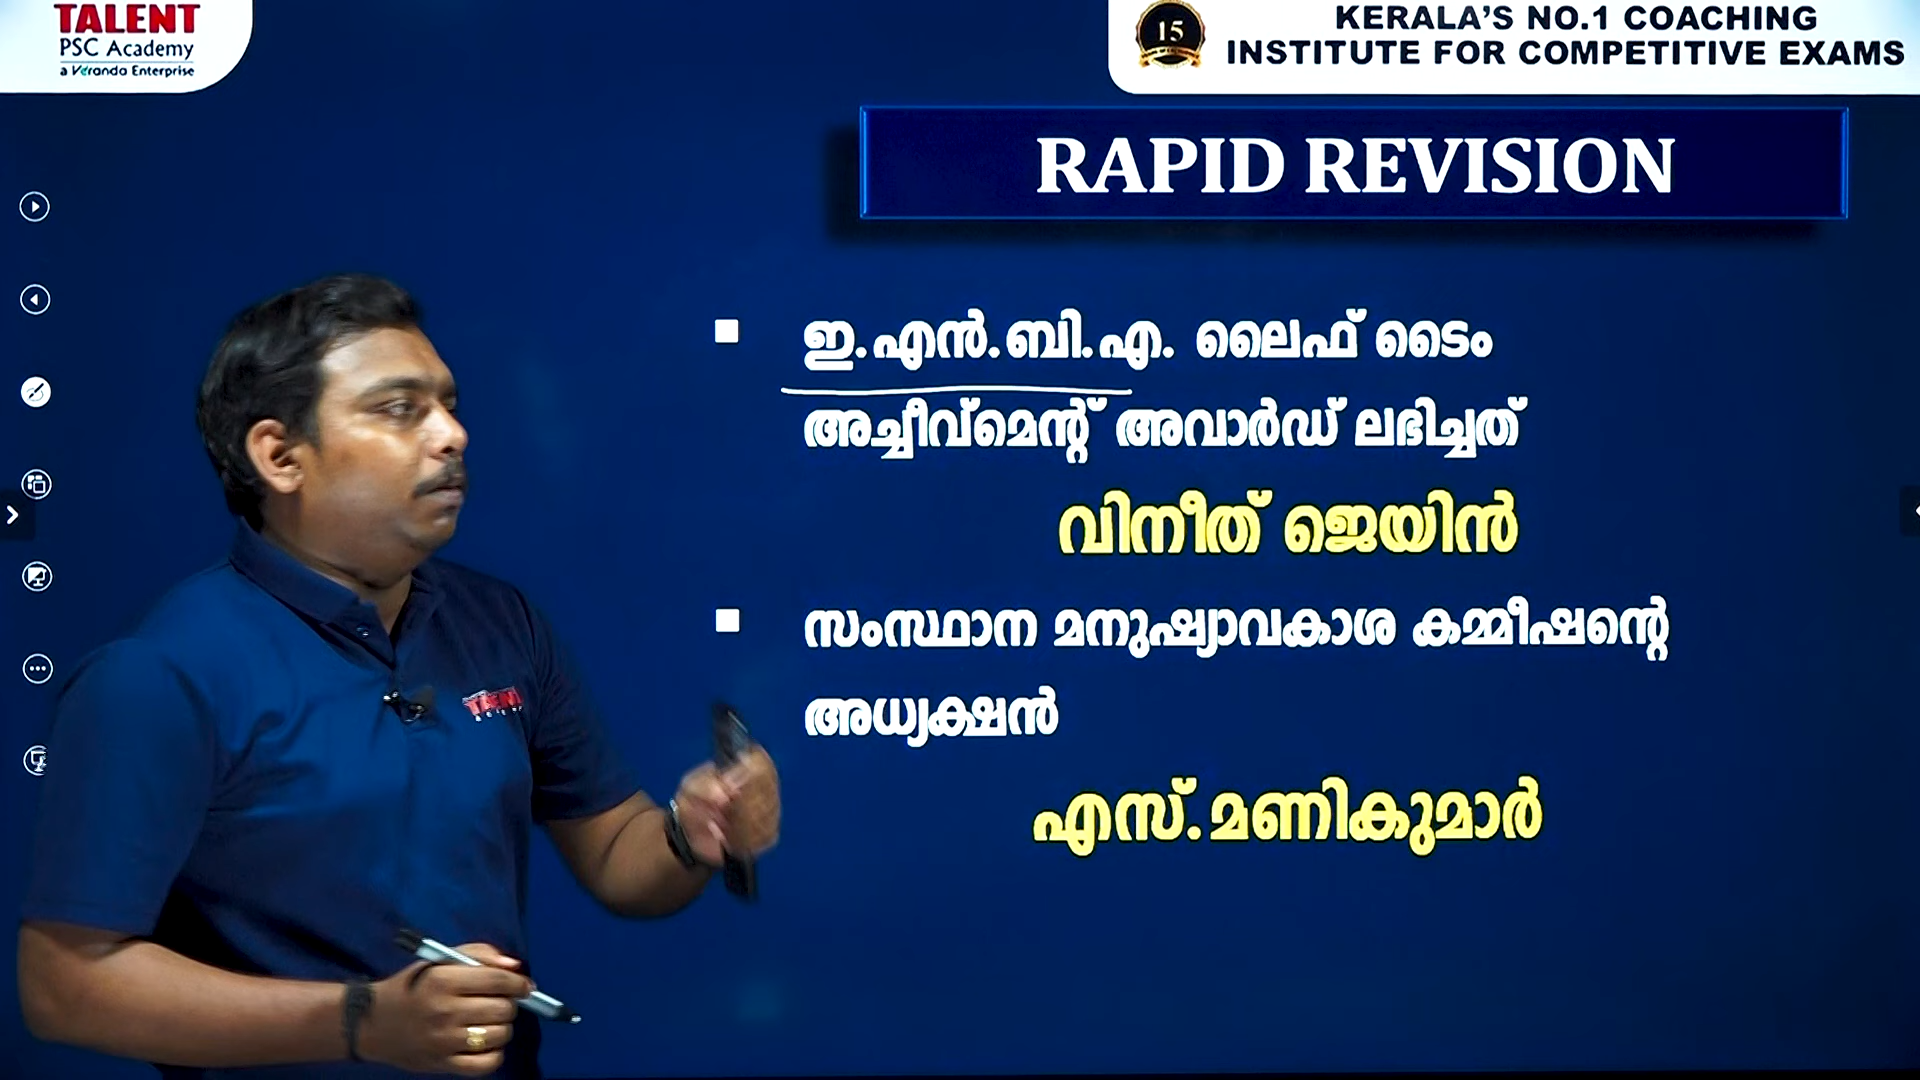 TALENT
PSC Academy
a Veranda Enterprise
15
KERALA'S NO.1 COACHING
INSTITUTE FOR COMPETITIVE EXAMS
RAPID REVISION
ഇ.എൻ.ബി.എ. ലൈഫ് ടൈം
അച്ചീവ്മെന്റ് അവാർഡ് ലഭിച്ചത്
വിനീത് ജെയിൻ
സംസ്ഥാന മനുഷ്യാവകാശ കമ്മീഷന്റെ
അധ്യക്ഷൻ
എസ്.മണികുമാർ
TALENT